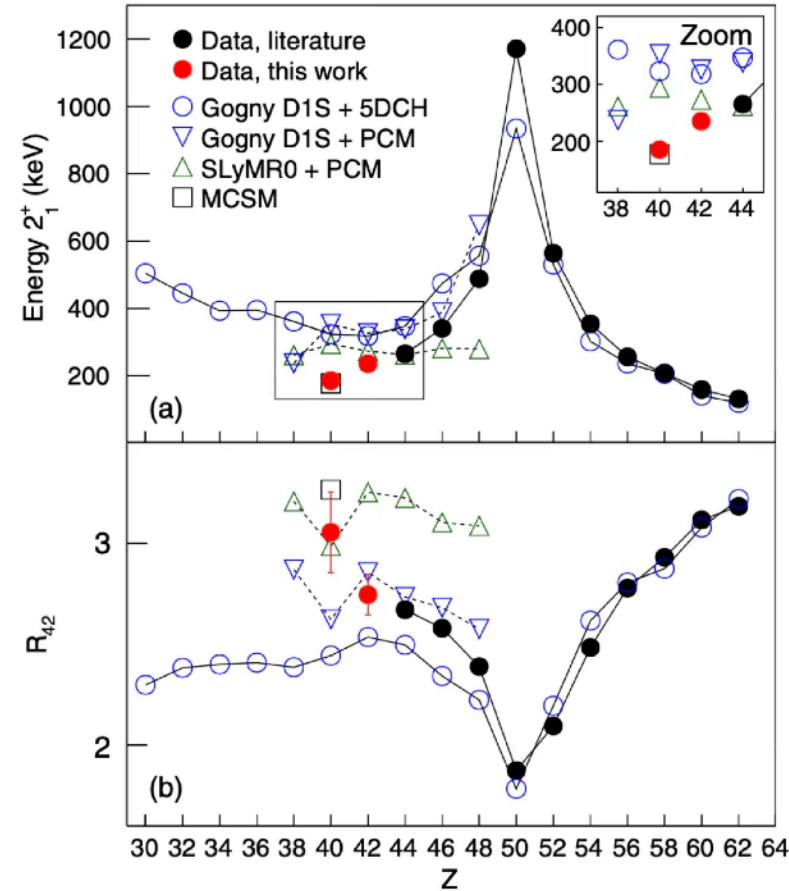 1200
1000
800
600
400
200
Energy 2⁺₁ (keV)
Data, literature
Data, this work
Gogny D1S + 5DCH
Gogny D1S + PCM
SLyMR0 + PCM
MCSM
(a)
Zoom
400
300
200
38 40 42 44
3
2
R₄₂
(b)
30 32 34 36 38 40 42 44 46 48 50 52 54 56 58 60 62 64
Z